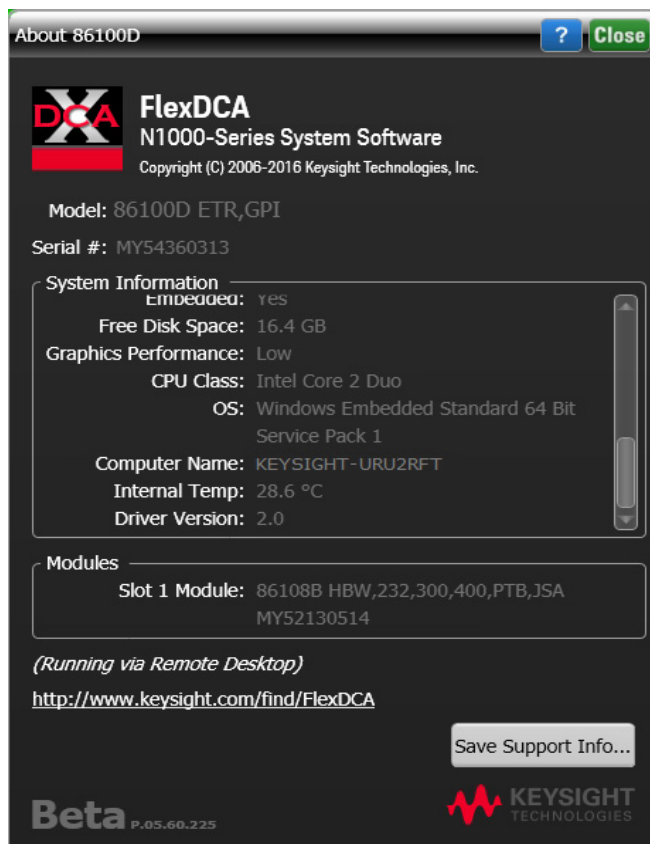 About 86100D
?
Close
DCA
X
FlexDCA
N1000-Series System Software
Copyright (C) 2006-2016 Keysight Technologies, Inc.
Model: 86100D ETR,GPI
Serial #: MY54360313
System Information
Embedded: Yes
Free Disk Space: 16.4 GB
Graphics Performance: Low
CPU Class: Intel Core 2 Duo
OS: Windows Embedded Standard 64 Bit
Service Pack 1
Computer Name: KEYSIGHT-URU2RFT
Internal Temp: 28.6 °C
Driver Version: 2.0
Modules
Slot 1 Module: 86108B HBW,232,300,400,PTB,JSA
MY52130514
(Running via Remote Desktop)
http://www.keysight.com/find/FlexDCA
Save Support Info...
Beta P.05.60.225
KEYSIGHT
TECHNOLOGIES